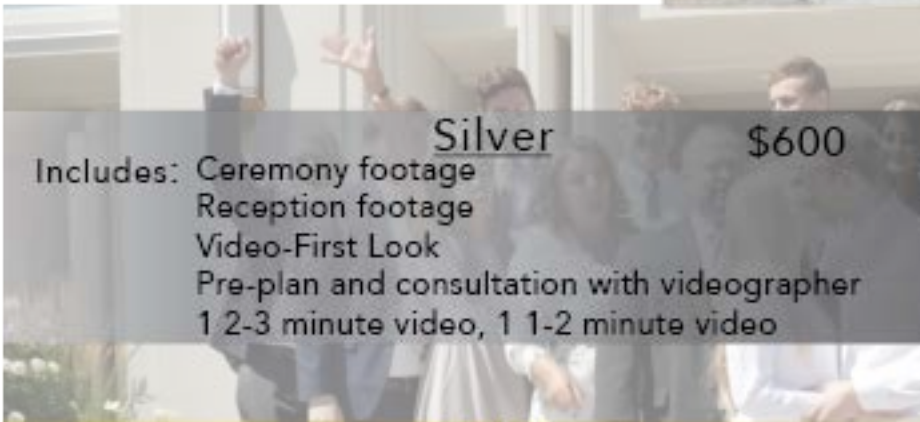 Silver $600
Includes: Ceremony footage
Reception footage
Video-First Look
Pre-plan and consultation with videographer
1 2-3 minute video, 1 1-2 minute video